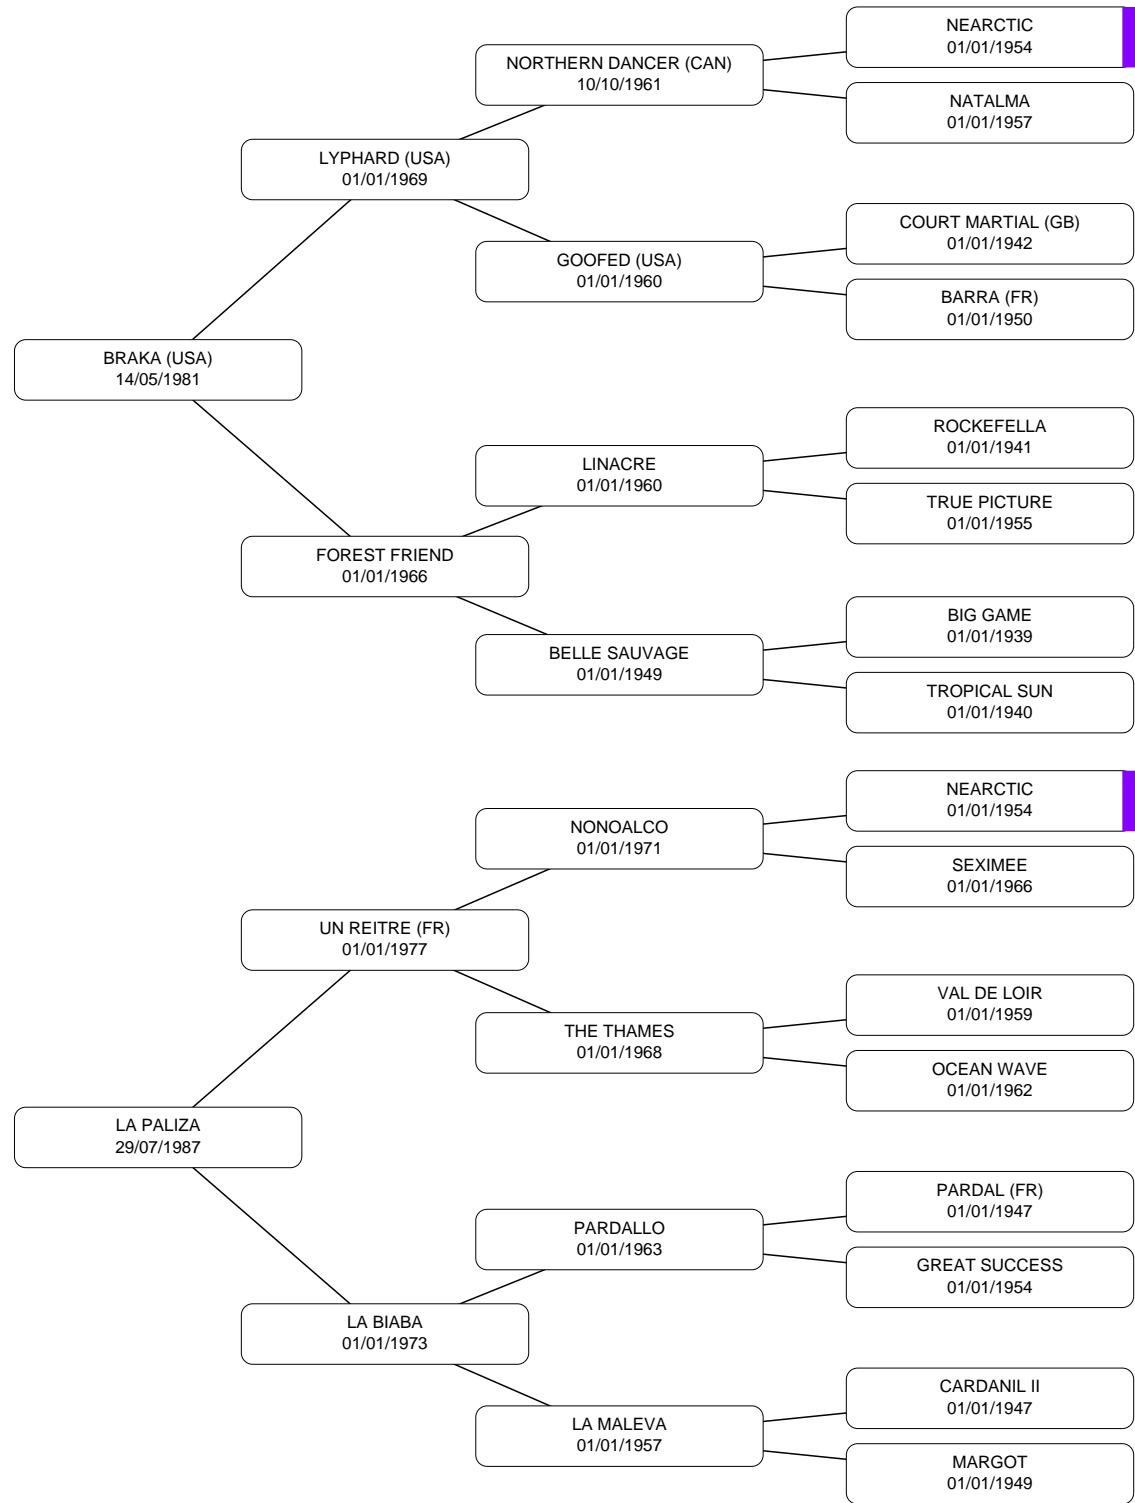 NEARCTIC
01/01/1954
NORTHERN DANCER (CAN)
10/10/1961
NATALMA
01/01/1957
LYPHARD (USA)
01/01/1969
COURT MARTIAL (GB)
01/01/1942
GOOFED (USA)
01/01/1960
BARRA (FR)
01/01/1950
BRAKA (USA)
14/05/1981
ROCKEFELLA
01/01/1941
LINACRE
01/01/1960
TRUE PICTURE
01/01/1955
FOREST FRIEND
01/01/1966
BIG GAME
01/01/1939
BELLE SAUVAGE
01/01/1949
TROPICAL SUN
01/01/1940
NEARCTIC
01/01/1954
NONOALCO
01/01/1971
SEXIMEE
01/01/1966
UN REITRE (FR)
01/01/1977
VAL DE LOIR
01/01/1959
THE THAMES
01/01/1968
OCEAN WAVE
01/01/1962
LA PALIZA
29/07/1987
PARDAL (FR)
01/01/1947
PARDALLO
01/01/1963
GREAT SUCCESS
01/01/1954
LA BIABA
01/01/1973
CARDANIL II
01/01/1947
LA MALEVA
01/01/1957
MARGOT
01/01/1949